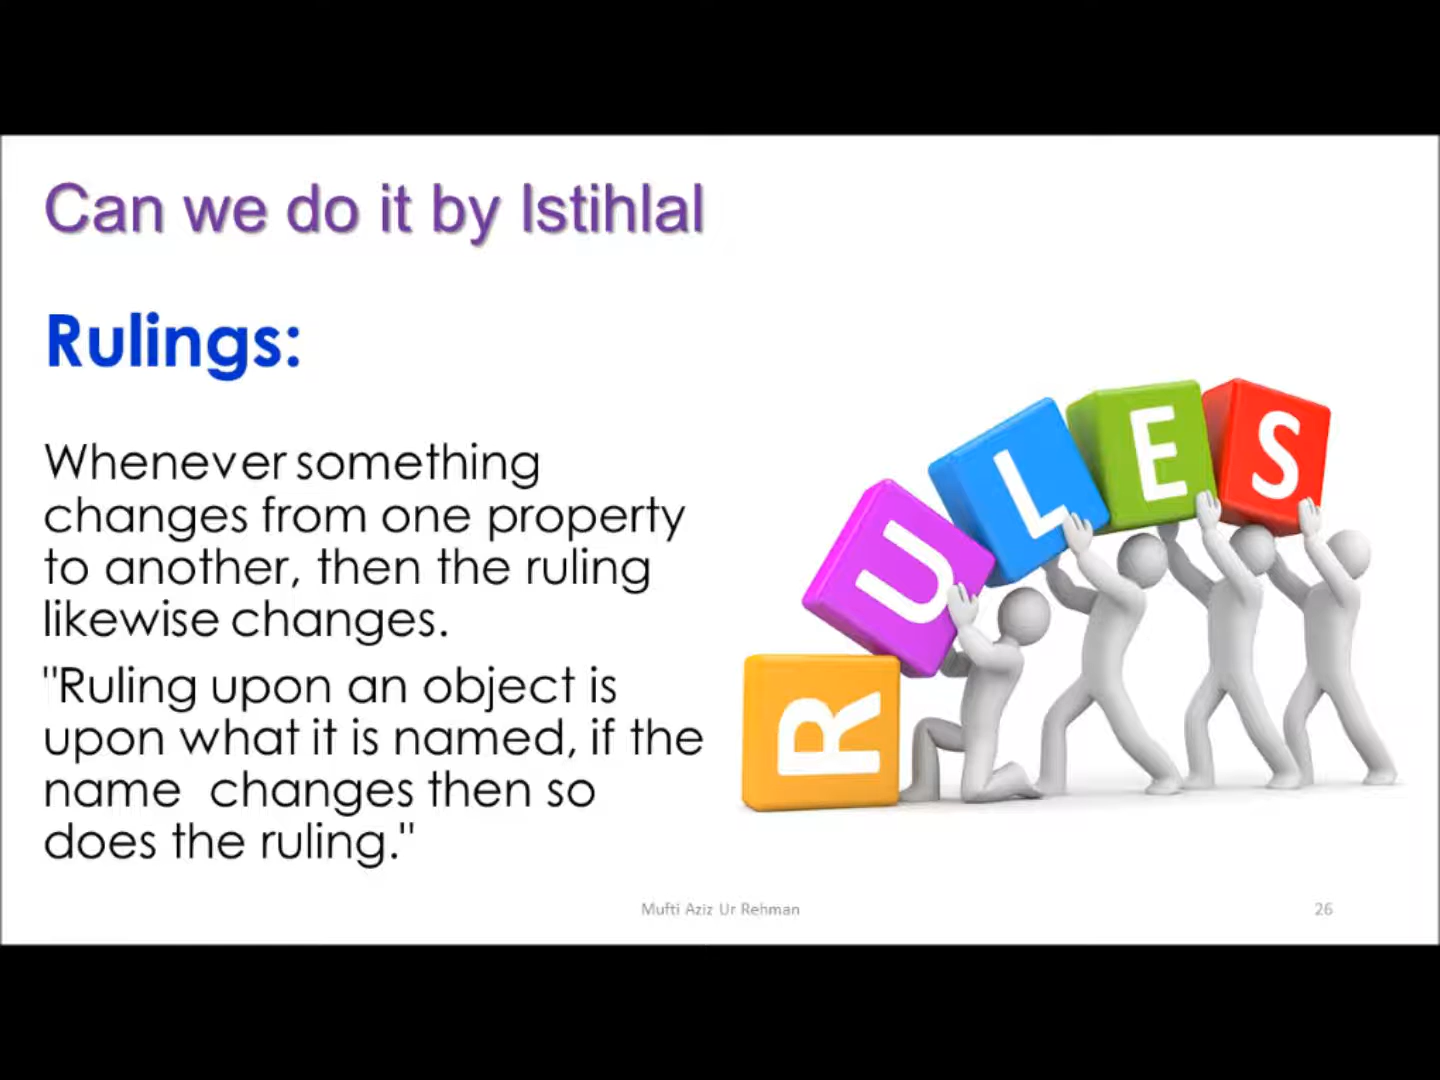 Can we do it by Istihlal
Rulings:
Whenever something
changes from one property
to another, then the ruling
likewise changes.
"Ruling upon an object is
upon what it is named, if the
name changes then so
does the ruling."
R U L E S
Mufti Aziz Ur Rehman
26